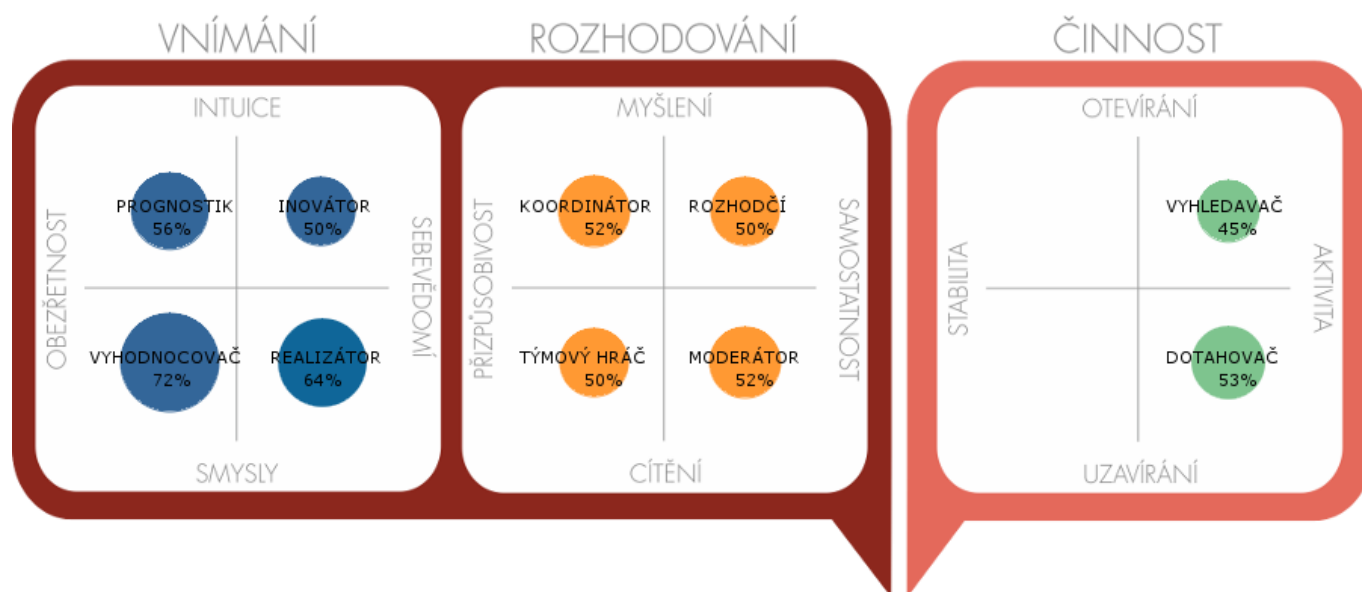 VNÍMÁNÍ
ROZHODOVÁNÍ
ČINNOST
INTUICE
OBEZŘETNOST
PROGNOSTIK
56%
INOVÁTOR
50%
SEBEVĚDOMÍ
VYHODNOCOVAČ
72%
REALIZÁTOR
64%
SMYSLY
MYŠLENÍ
PŘIZPŮSOBIVOST
KOORDINÁTOR
52%
ROZHODČÍ
50%
SAMOSTATNOST
TÝMOVÝ HRÁČ
50%
MODERÁTOR
52%
CÍTĚNÍ
OTEVÍRÁNÍ
STABILITA
VYHLEDAVAČ
45%
AKTIVITA
DOTAHOVAČ
53%
UZAVÍRÁNÍ